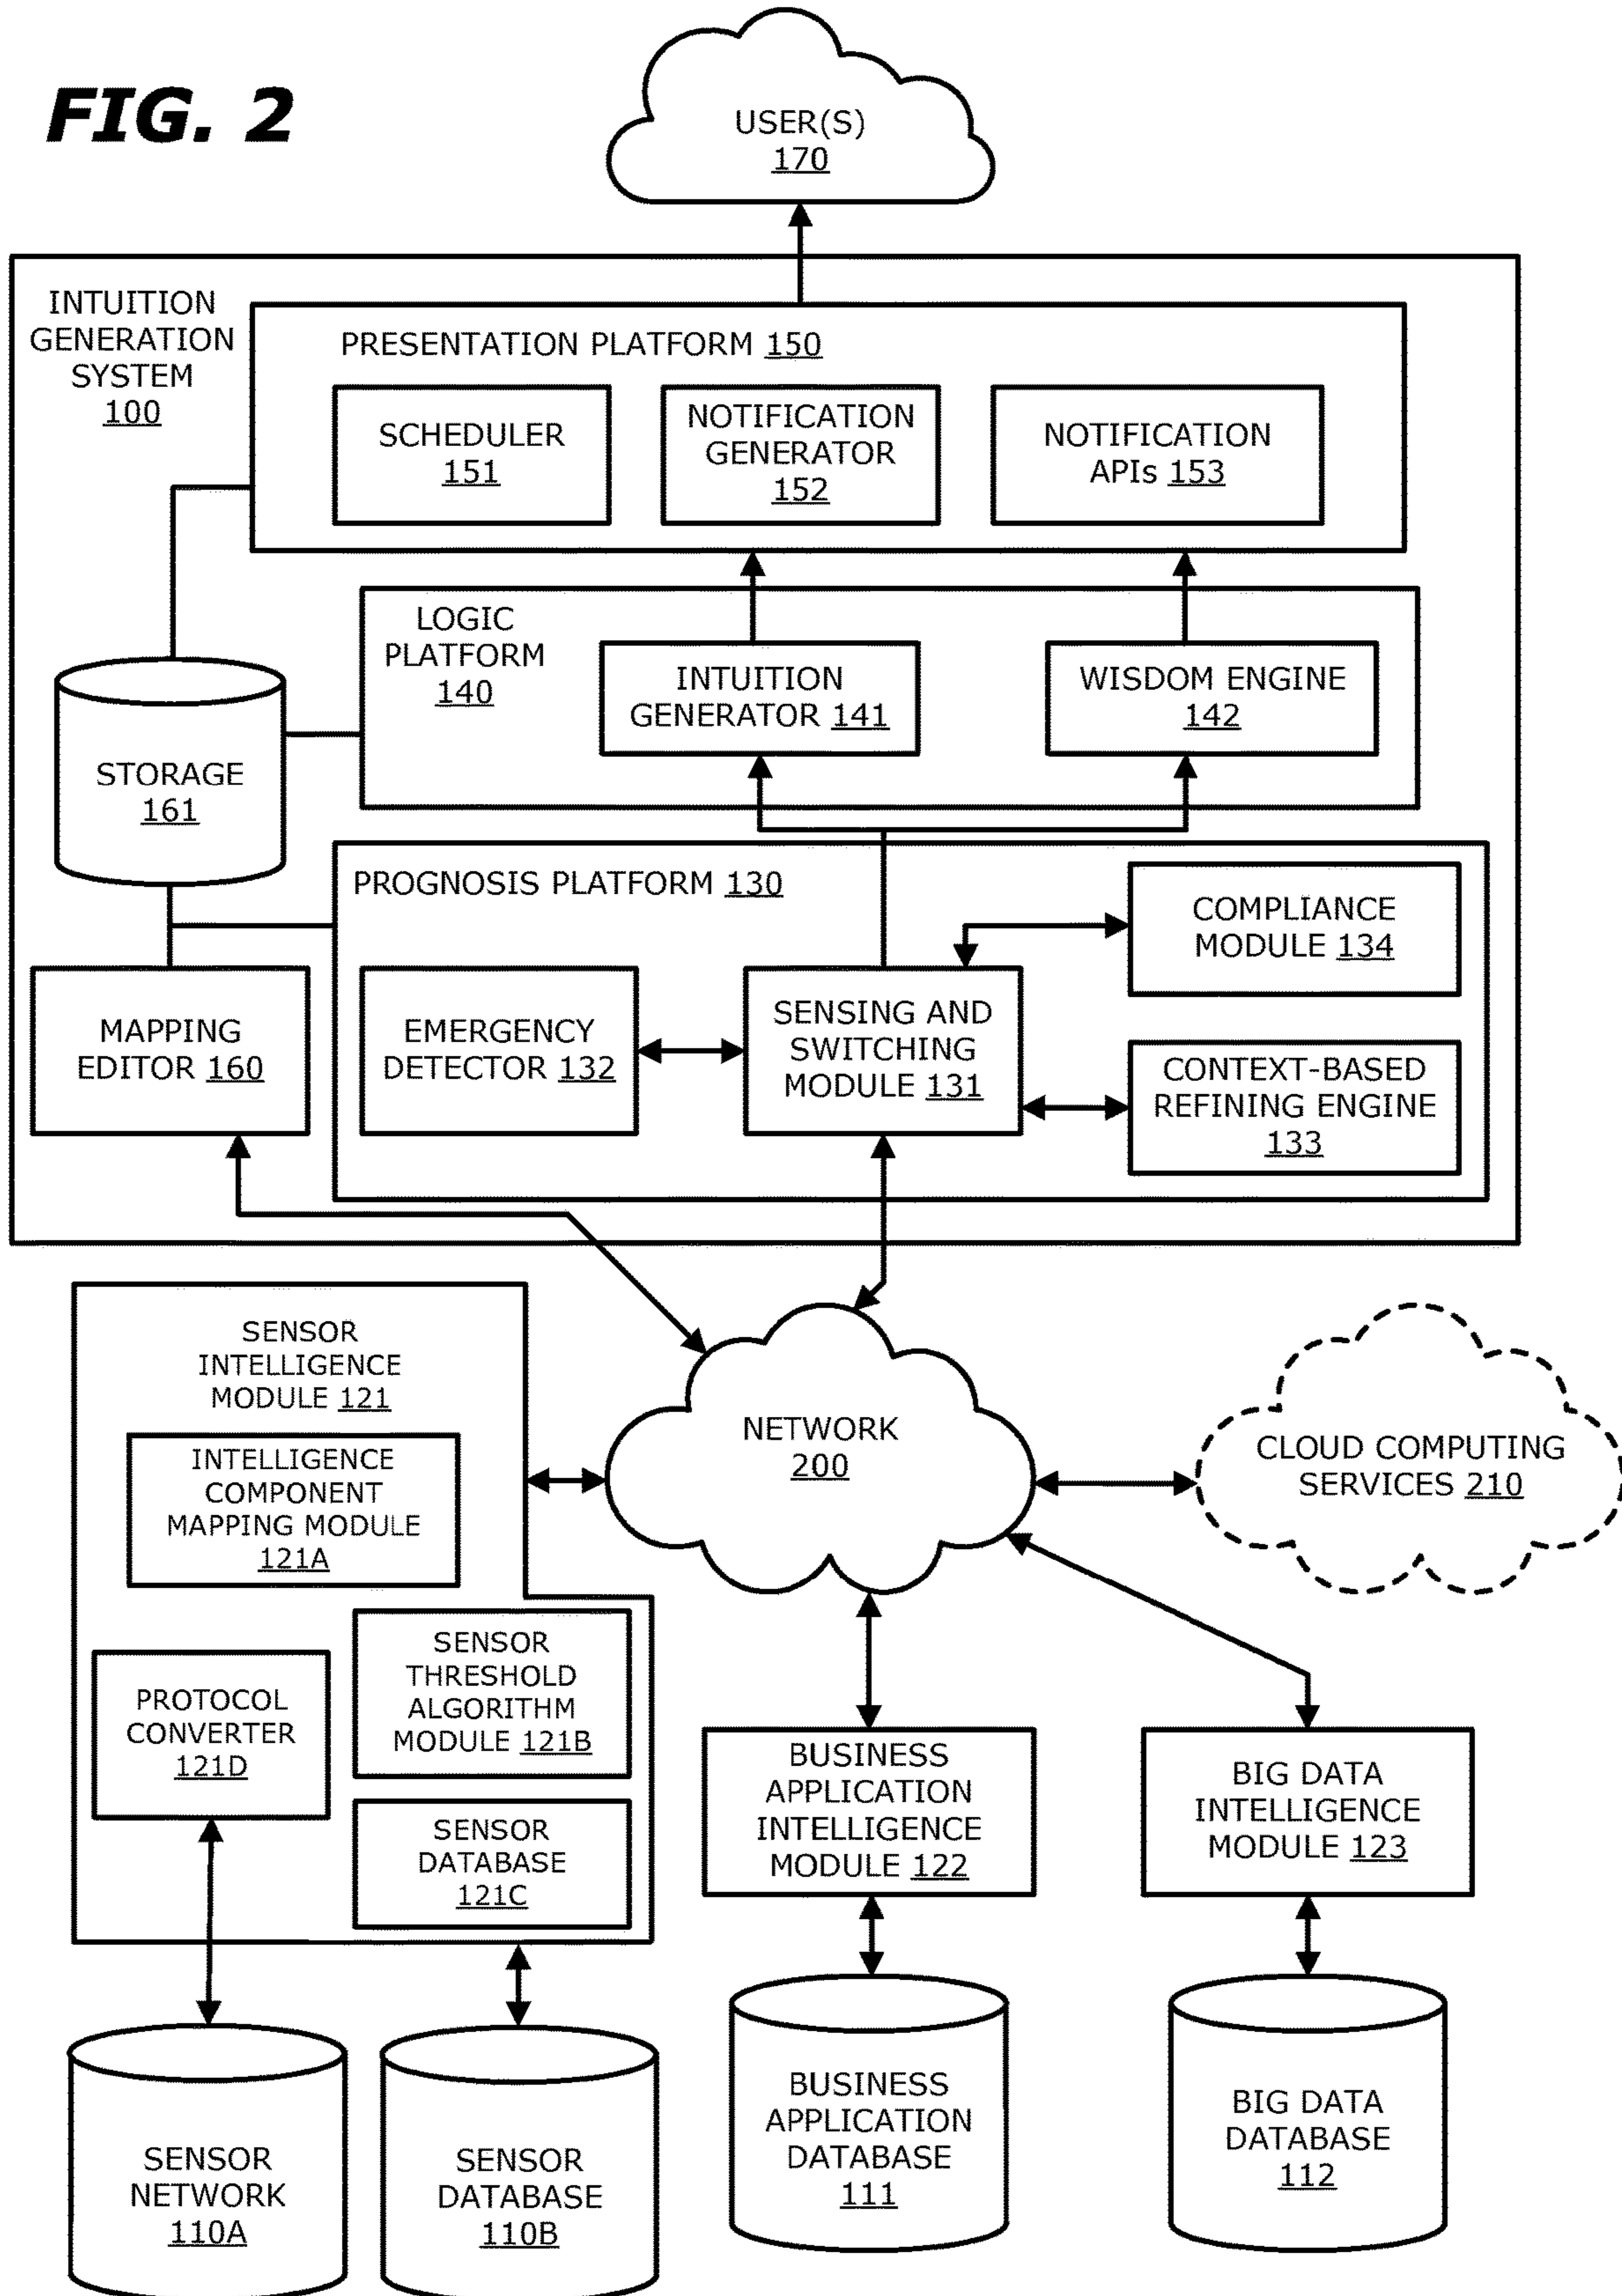 FIG. 2
USER(S)
170
INTUITION
GENERATION
SYSTEM
100
PRESENTATION PLATFORM 150
SCHEDULER
151
NOTIFICATION
GENERATOR
152
NOTIFICATION
APIs 153
LOGIC
PLATFORM
140
INTUITION
GENERATOR 141
WISDOM ENGINE
142
STORAGE
161
PROGNOSIS PLATFORM 130
COMPLIANCE
MODULE 134
MAPPING
EDITOR 160
EMERGENCY
DETECTOR 132
SENSING AND
SWITCHING
MODULE 131
CONTEXT-BASED
REFINING ENGINE
133
SENSOR
INTELLIGENCE
MODULE 121
INTELLIGENCE
COMPONENT
MAPPING MODULE
121A
NETWORK
200
CLOUD COMPUTING
SERVICES 210
PROTOCOL
CONVERTER
121D
SENSOR
THRESHOLD
ALGORITHM
MODULE 121B
SENSOR
DATABASE
121C
BUSINESS
APPLICATION
INTELLIGENCE
MODULE 122
BIG DATA
INTELLIGENCE
MODULE 123
SENSOR
NETWORK
110A
SENSOR
DATABASE
110B
BUSINESS
APPLICATION
DATABASE
111
BIG DATA
DATABASE
112